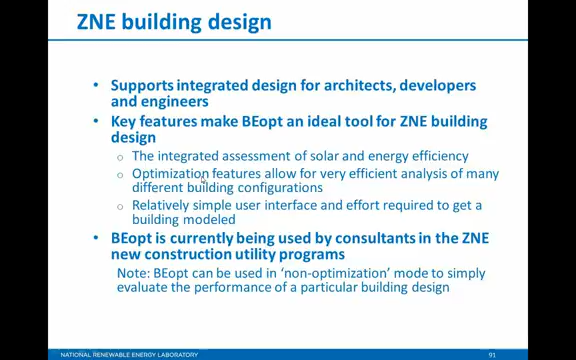 ZNE building design
• Supports integrated design for architects, developers
and engineers
• Key features make BEopt an ideal tool for ZNE building
design
o The integrated assessment of solar and energy efficiency
o Optimization features allow for very efficient analysis of many
different building configurations
o Relatively simple user interface and effort required to get a
building modeled
• BEopt is currently being used by consultants in the ZNE
new construction utility programs
Note: BEopt can be used in ‘non-optimization’ mode to simply
evaluate the performance of a particular building design
NATIONAL RENEWABLE ENERGY LABORATORY
91